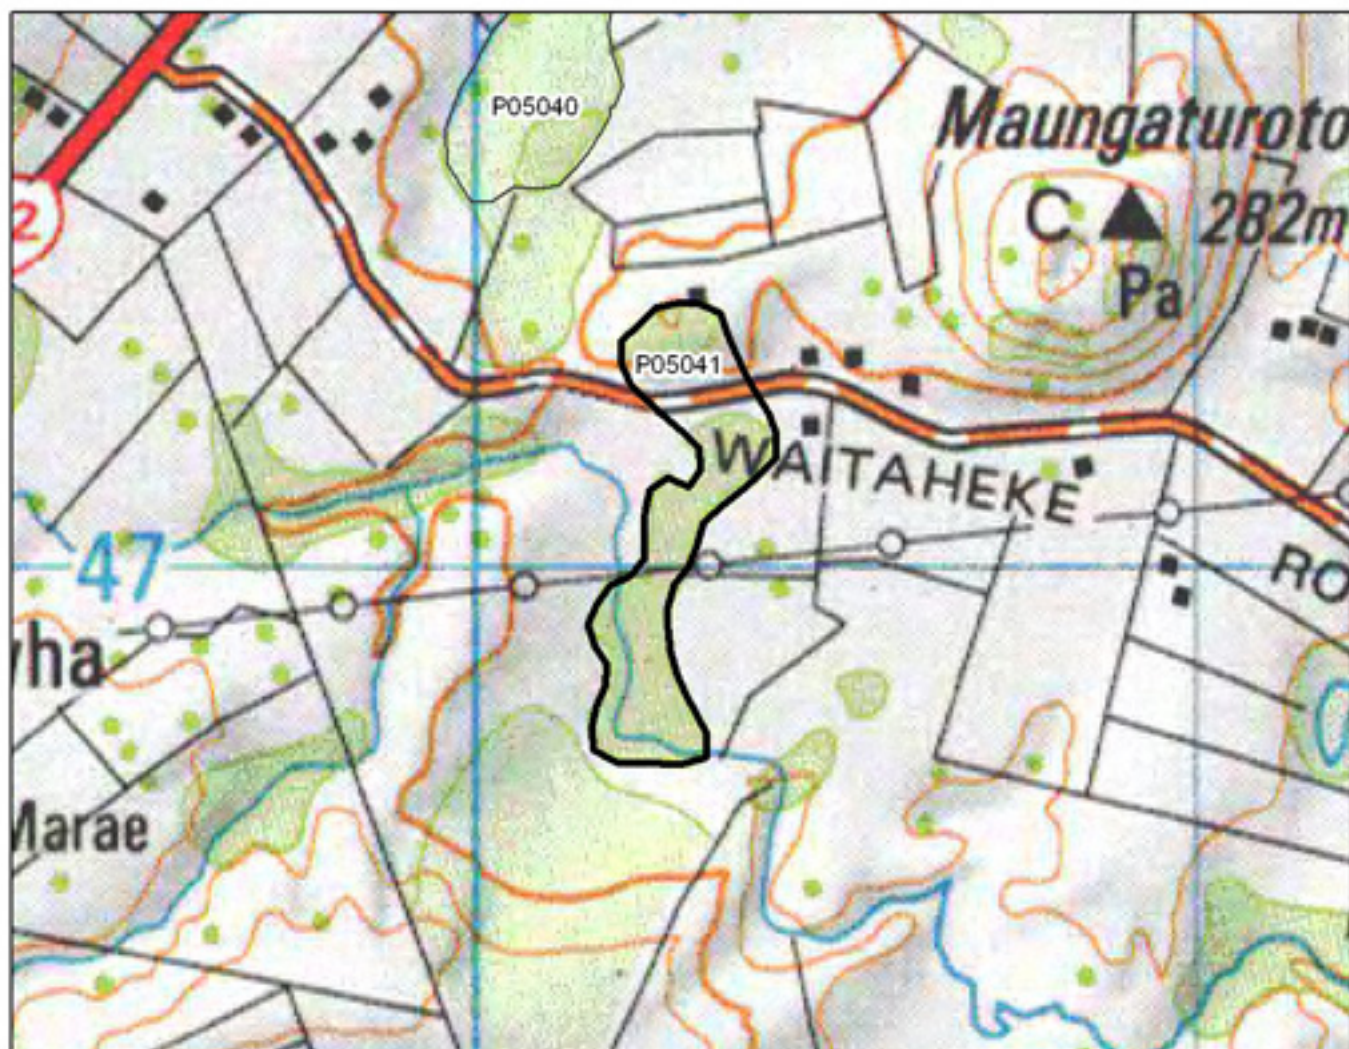 P05040
Maungaturoto
C
282m
2
Pa
P05041
WAITAHEKE
47
RO
wha
Marae